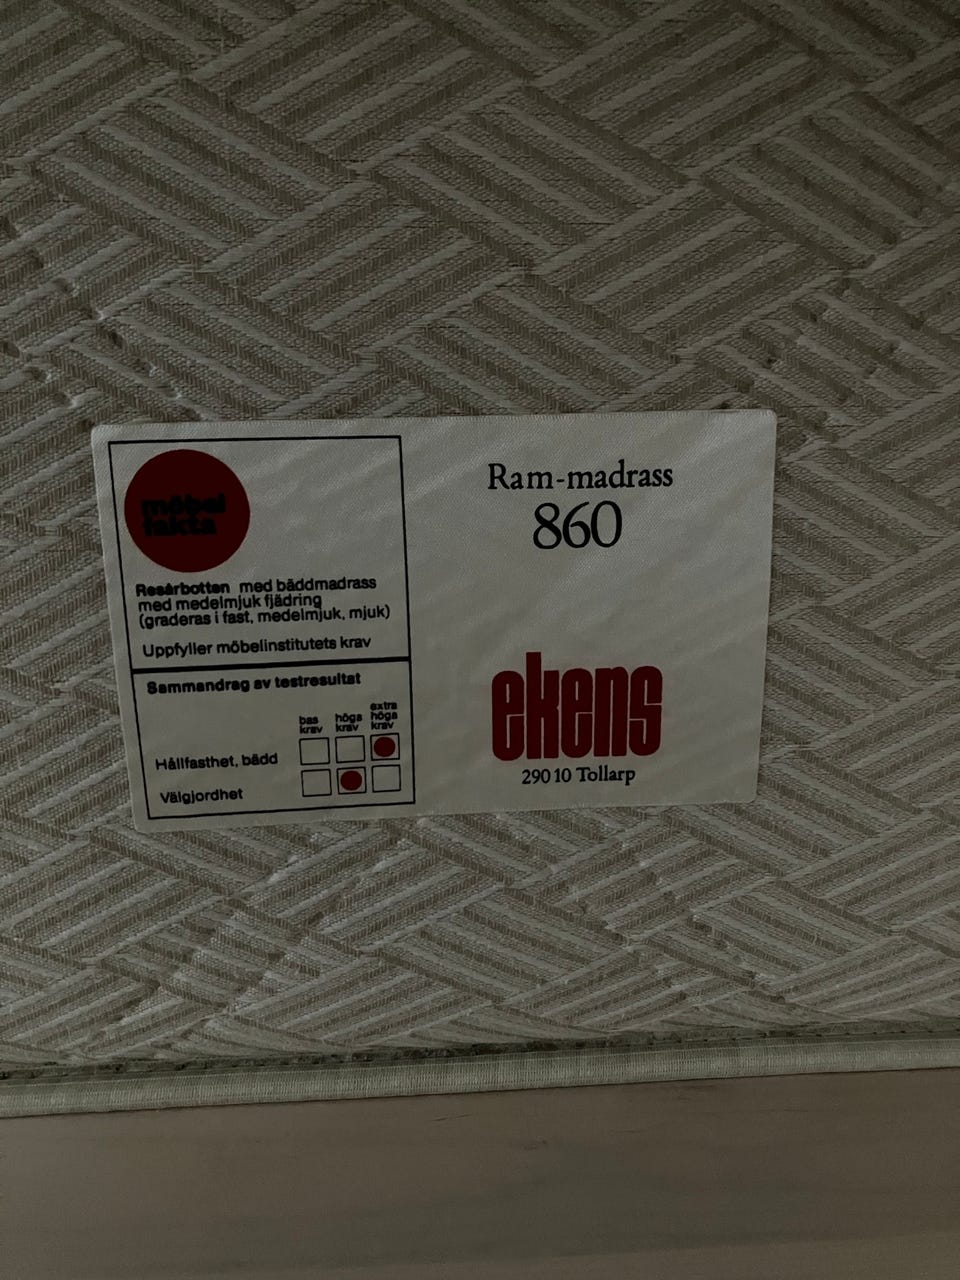 möbel
fakta
Resårbotten med bäddmadrass
med medelmjuk fjädring
(graderas i fast, medelmjuk, mjuk)
Uppfyller möbelinstitutets krav
Sammandrag av testresultat
bas
krav
höga
krav
extra
höga
krav
Hållfasthet, bädd
Välgjordhet
Ram-madrass
860
ekens
290 10 Tollarp